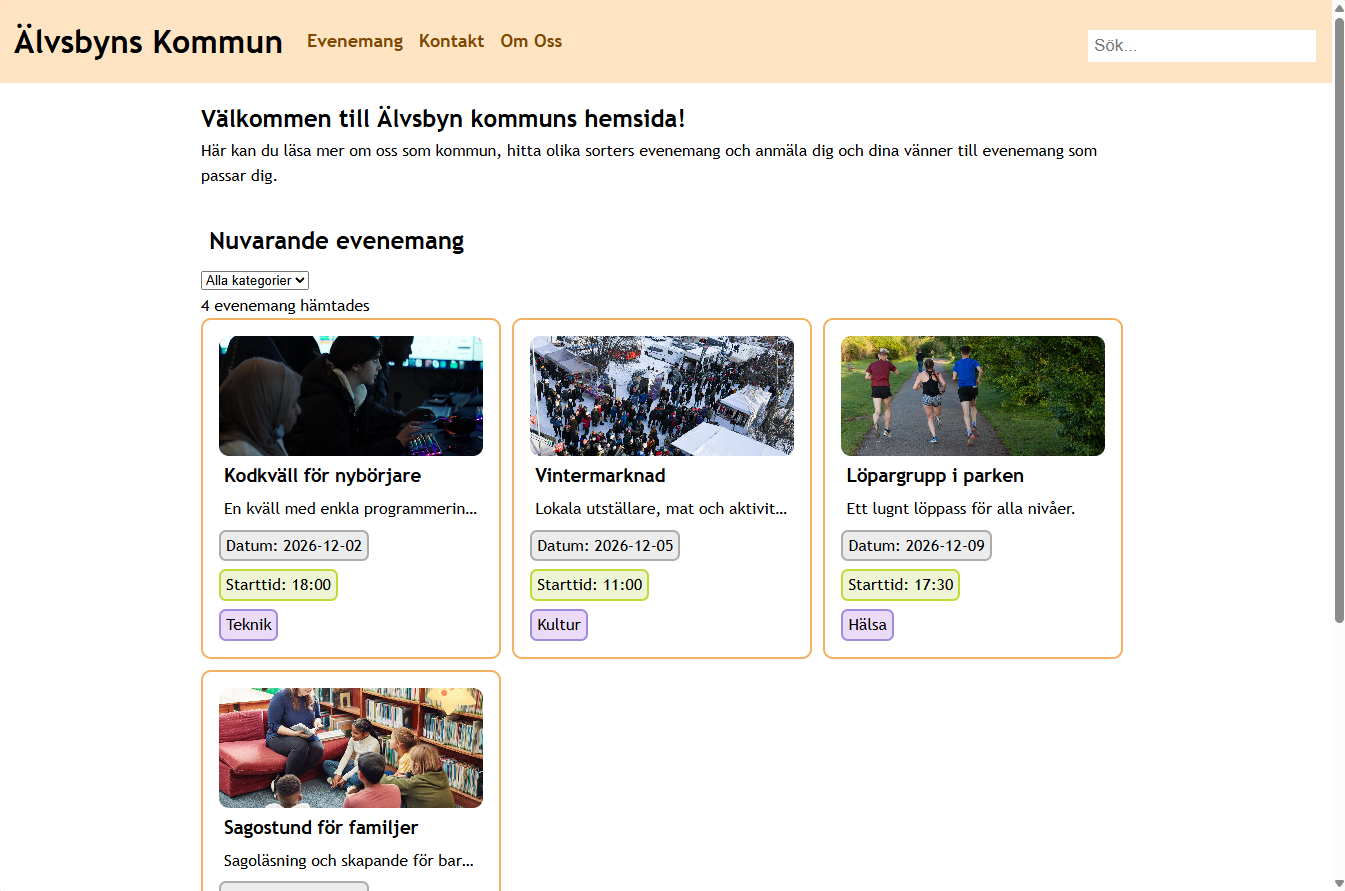 Älvsbyns Kommun
Evenemang Kontakt Om Oss
Sök...
Välkommen till Älvsbyn kommuns hemsida!
Här kan du läsa mer om oss som kommun, hitta olika sorters evenemang och anmäla dig och dina vänner till evenemang som
passar dig.
Nuvarande evenemang
Alla kategorier
4 evenemang hämtades
Kodkväll för nybörjare
En kväll med enkla programmerin...
Datum: 2026-12-02
Starttid: 18:00
Teknik
Vintermarknad
Lokala utställare, mat och aktivit...
Datum: 2026-12-05
Starttid: 11:00
Kultur
Löpargrupp i parken
Ett lugnt löppass för alla nivåer.
Datum: 2026-12-09
Starttid: 17:30
Hälsa
Sagostund för familjer
Sagoläsning och skapande för bar...